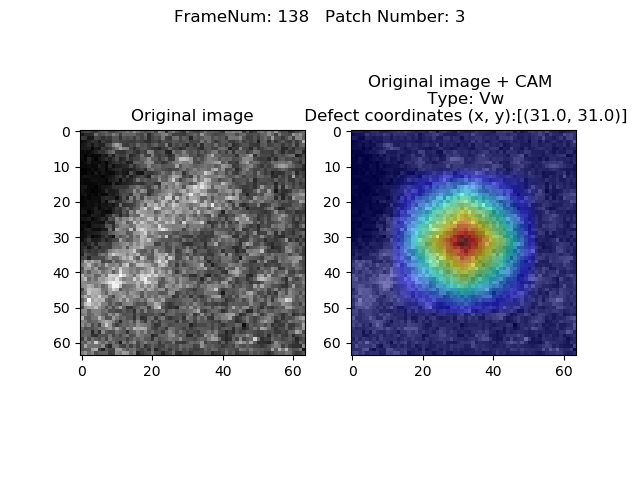 FrameNum: 138   Patch Number: 3
Original image
0
10
20
30
40
50
60
0 20 40 60
Original image + CAM
Type: Vw
Defect coordinates (x, y):[(31.0, 31.0)]
0
10
20
30
40
50
60
0 20 40 60